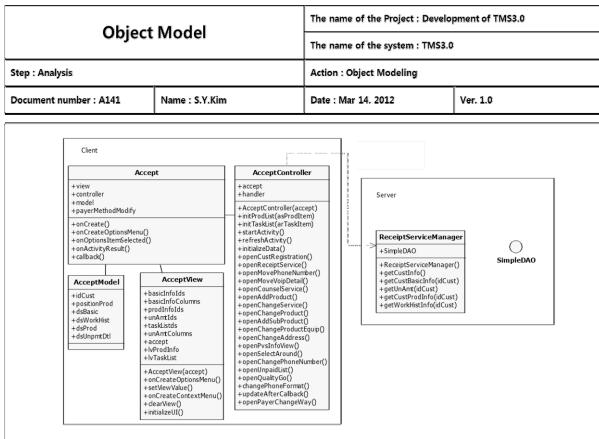 Object Model
The name of the Project : Development of TMS3.0
The name of the system : TMS3.0
Step : Analysis
Action : Object Modeling
Document number : A141
Name : S.Y.Kim
Date : Mar 14. 2012
Ver. 1.0
Client
Accept
+view
+controller
+model
+payerMethodModify
+onCreate()
+onCreateOptionsMenu()
+onOptionsItemSelected()
+onActivityResult()
+callback()
AcceptModel
+idCust
+positionProd
+dsBasic
+dsWorkHist
+dsProd
+dsUnpmtDtl
AcceptView
+basicInfoIds
+basicInfoColumns
+prodInfoIds
+unAmtIds
+taskListds
+unAmtColumns
+accept
+lvProdInfo
+lvTaskList
+AcceptView(accept)
+onCreateOptionsMenu()
+setViewValue()
+onCreateContextMenu()
+clearView()
+initializeUI()
AcceptController
+accept
+handler
+AcceptController(accept)
+initProdList(asProdItem)
+initTaskList(arTaskItem)
+startActivity()
+refreshActivity()
+initializeData()
+openCustRegistration()
+openReceiptService()
+openMovePhoneNumber()
+openMoveVoipDetail()
+openCounselService()
+openAddProduct()
+openChangeService()
+openChangeProduct()
+openAddSubProduct()
+openChangeProductEquip()
+openChangeAddress()
+openPvsInfoView()
+openSelectAround()
+openChangePhoneNumber()
+openUnpaidList()
+openQualityGo()
+changePhoneFormat()
+updateAfterCallback()
+openPayerChangeWay()
Server
ReceiptServiceManager
+SimpleDAO
+ReceiptServiceManager()
+getCustInfo()
+getCustBasicInfo(idCust)
+getUnAmt(idCust)
+getCustProdInfo(idCust)
+getWorkHistInfo(idCust)
SimpleDAO